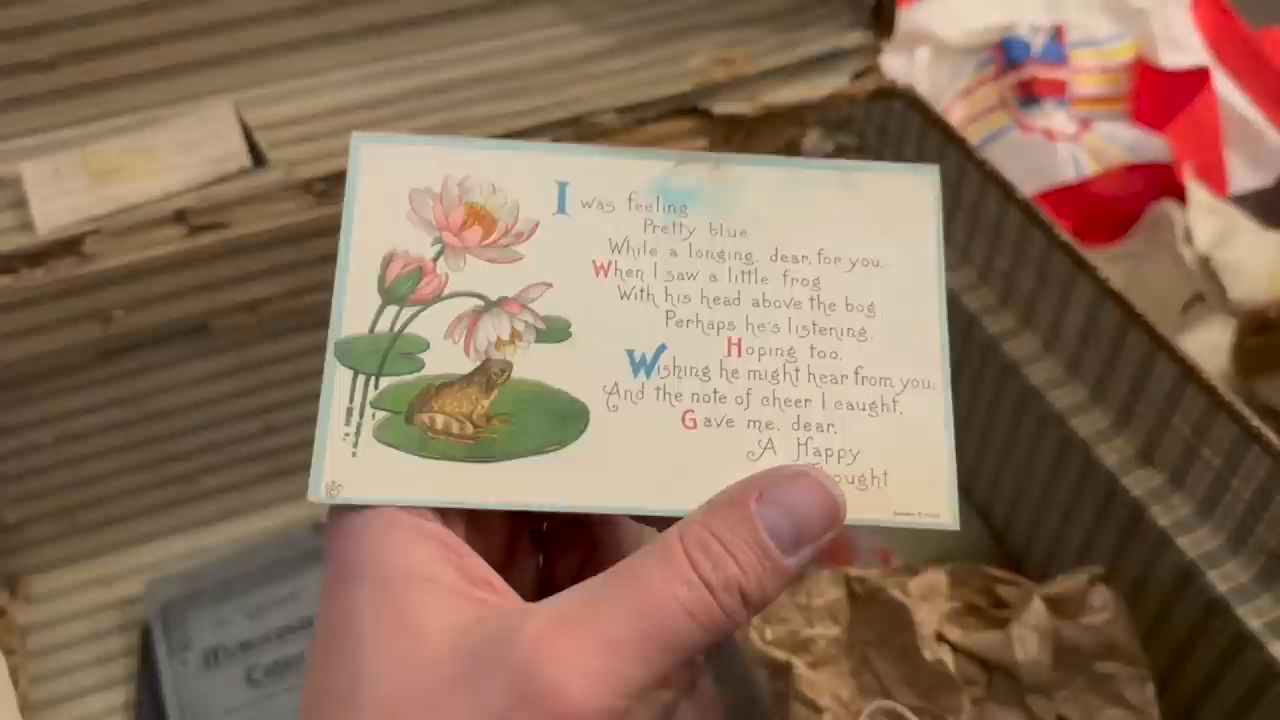 I was feeling
Pretty blue
While a longing, dear, for you,
When I saw a little frog
With his head above the bog
Perhaps he's listening,
Hoping too,
Wishing he might hear from you,
And the note of cheer I caught,
Gave me, dear,
A Happy